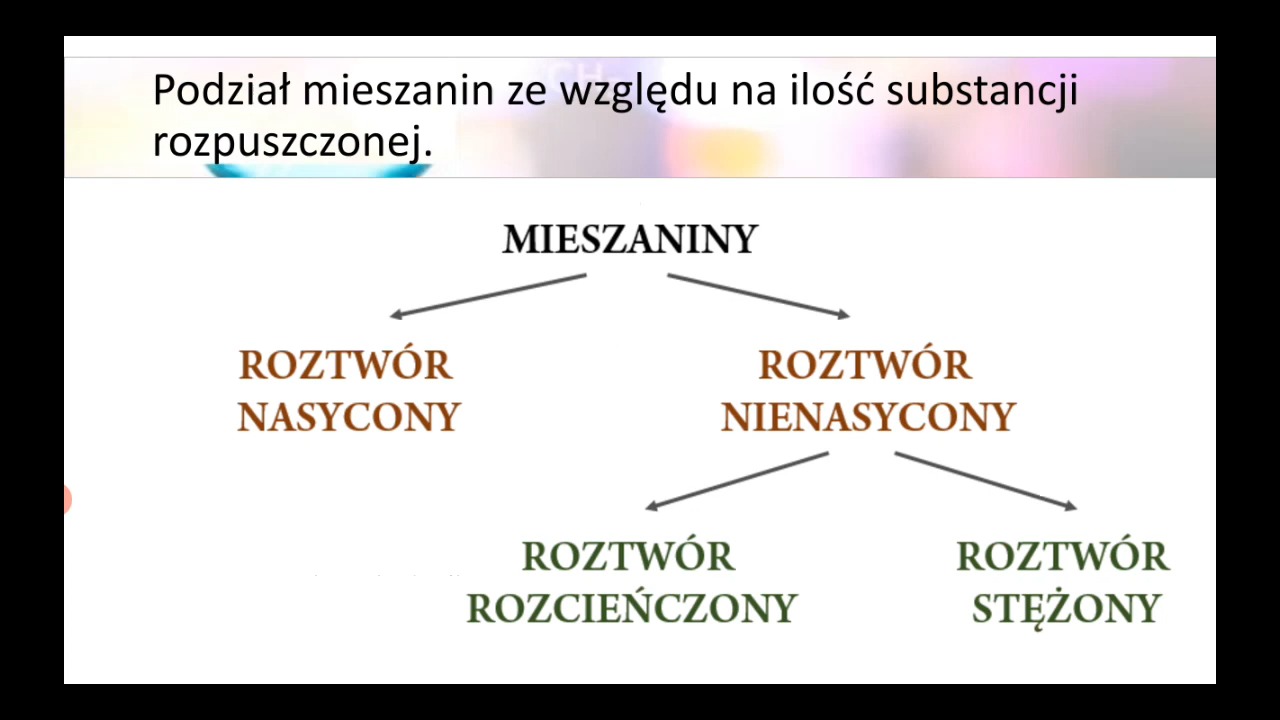 Podział mieszanin ze względu na ilość substancji
rozpuszczonej.
MIESZANINY
ROZTWÓR
NASYCONY
ROZTWÓR
NIENASYCONY
ROZTWÓR
ROZCIEŃCZONY
ROZTWÓR
STĘŻONY